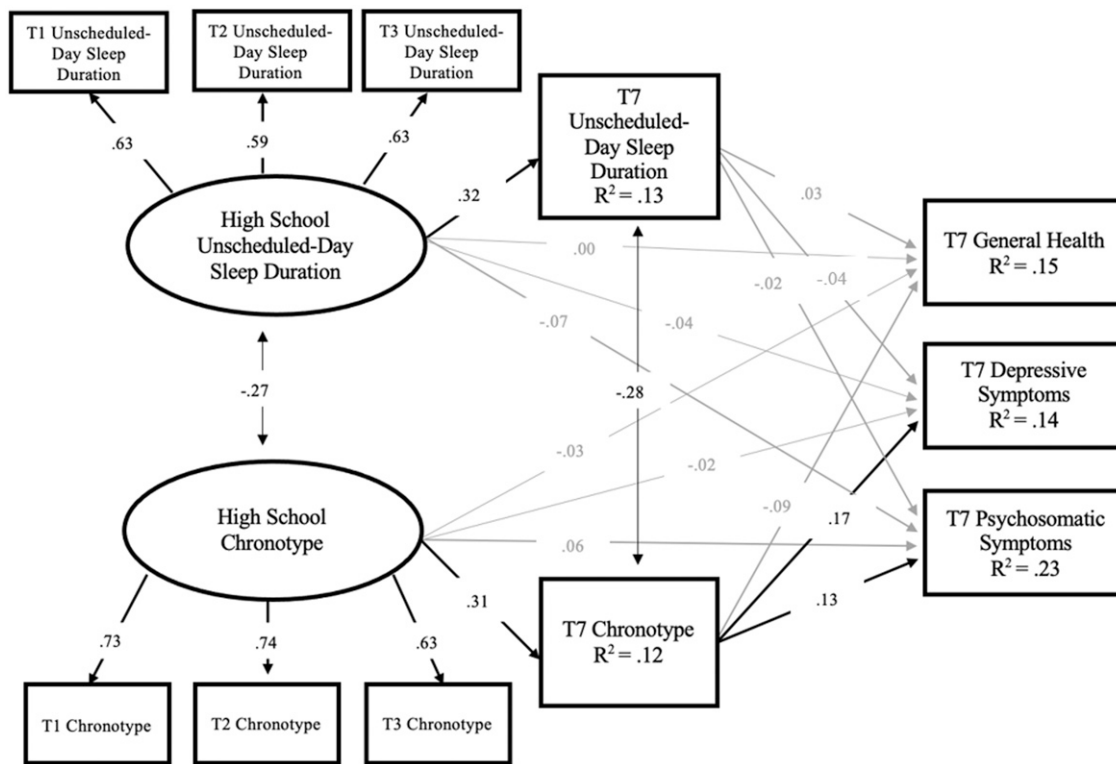 T1 Unscheduled-
Day Sleep
Duration
T2 Unscheduled-
Day Sleep
Duration
T3 Unscheduled-
Day Sleep
Duration
.63
.59
.63
High School
Unscheduled-Day
Sleep Duration
.32
T7
Unscheduled-
Day Sleep
Duration
R² = .13
.03
.00
-.02
-.04
-.07
-.04
T7 General Health
R² = .15
T7 Depressive
Symptoms
R² = .14
T7 Psychosomatic
Symptoms
R² = .23
-.27
-.28
-.03
-.02
-.09
.17
.06
.13
High School
Chronotype
.31
T7 Chronotype
R² = .12
.73
.74
.63
T1 Chronotype
T2 Chronotype
T3 Chronotype